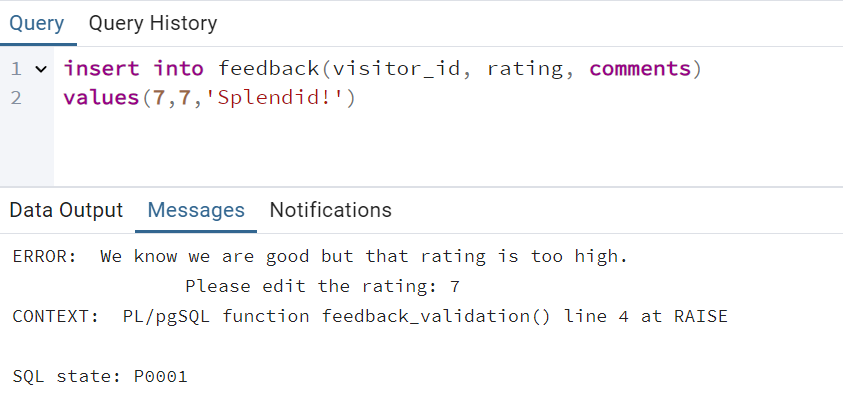 Query Query History
1 insert into feedback(visitor_id, rating, comments)
2 values(7,7,'Splendid!')
Data Output Messages Notifications
ERROR:  We know we are good but that rating is too high.
Please edit the rating: 7
CONTEXT:  PL/pgSQL function feedback_validation() line 4 at RAISE
SQL state: P0001